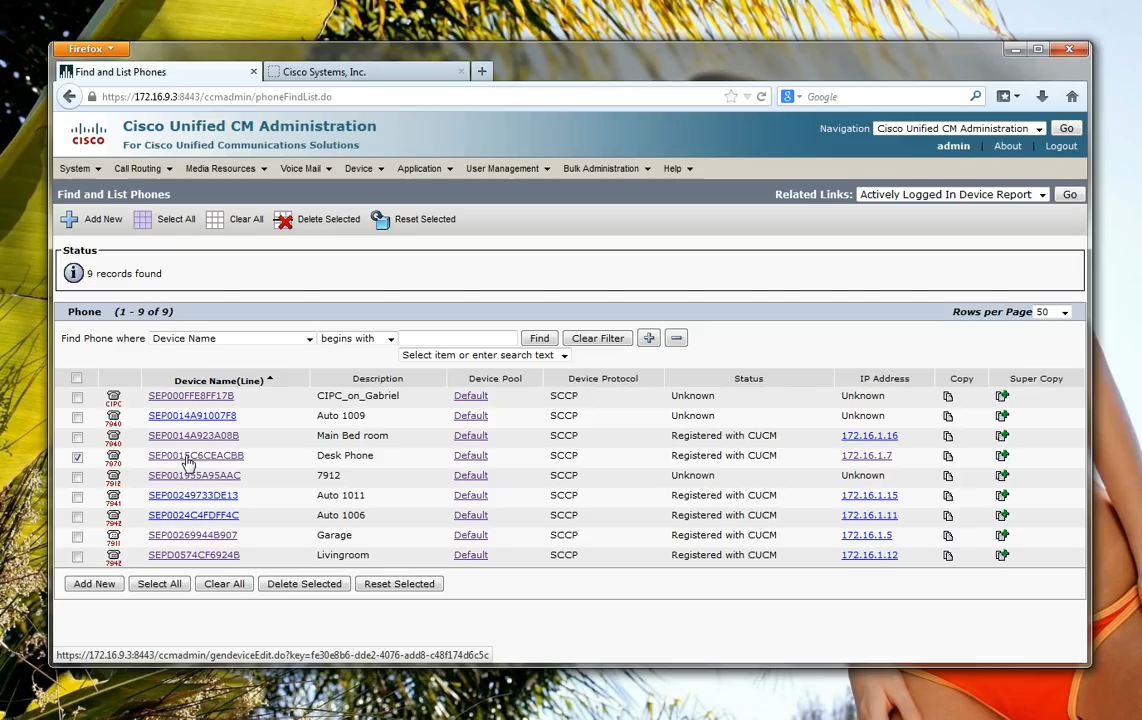 Firefox
Find and List Phones
Cisco Systems, Inc.
https://172.16.9.3:8443/ccmadmin/phoneFindList.do
Google
CISCO
Cisco Unified CM Administration
For Cisco Unified Communications Solutions
Navigation Cisco Unified CM Administration Go
admin About Logout
System Call Routing Media Resources Voice Mail Device Application User Management Bulk Administration Help
Find and List Phones
Related Links: Actively Logged In Device Report Go
Add New Select All Clear All Delete Selected Reset Selected
Status
9 records found
Phone (1 - 9 of 9)
Rows per Page 50
Find Phone where Device Name begins with Find Clear Filter
Select item or enter search text
Device Name(Line) Description Device Pool Device Protocol Status IP Address Copy Super Copy
CIPC SEP000FFE8FF17B CIPC_on_Gabriel Default SCCP Unknown Unknown
7940 SEP0014A91007F8 Auto 1009 Default SCCP Unknown Unknown
7940 SEP0014A923A08B Main Bed room Default SCCP Registered with CUCM 172.16.1.16
7970 SEP0015C6CEACBB Desk Phone Default SCCP Registered with CUCM 172.16.1.7
7912 SEP001955A95AAC 7912 Default SCCP Unknown Unknown
7941 SEP00249733DE13 Auto 1011 Default SCCP Registered with CUCM 172.16.1.15
7942 SEP0024C4FDFF4C Auto 1006 Default SCCP Registered with CUCM 172.16.1.11
7911 SEP00269944B907 Garage Default SCCP Registered with CUCM 172.16.1.5
7942 SEPD0574CF6924B Livingroom Default SCCP Registered with CUCM 172.16.1.12
Add New Select All Clear All Delete Selected Reset Selected
https://172.16.9.3:8443/ccmadmin/gendeviceEdit.do?key=fe30e8b6-dde2-4076-add8-c48f174d6c5c